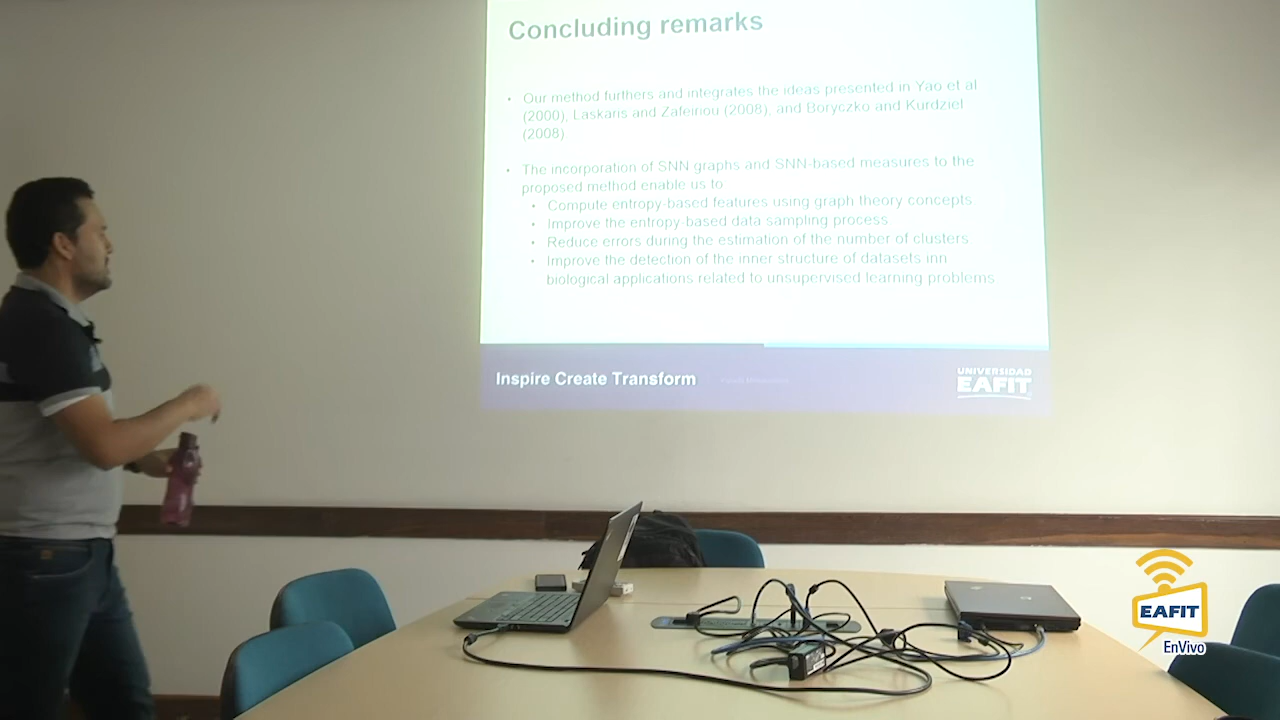 Concluding remarks
Our method furthers and integrates the ideas presented in Yao et al
(2000), Laskaris and Zafeiriou (2008), and Boryczko and Kurdziel
(2008)
The incorporation of SNN graphs and SNN-based measures to the
proposed method enable us to
Compute entropy-based features using graph theory concepts
Improve the entropy-based data sampling process
Reduce errors during the estimation of the number of clusters
Improve the detection of the inner structure of datasets inn
biological applications related to unsupervised learning problems
Inspire Create Transform
UNIVERSIDAD
EAFIT
EAFIT
EnVivo